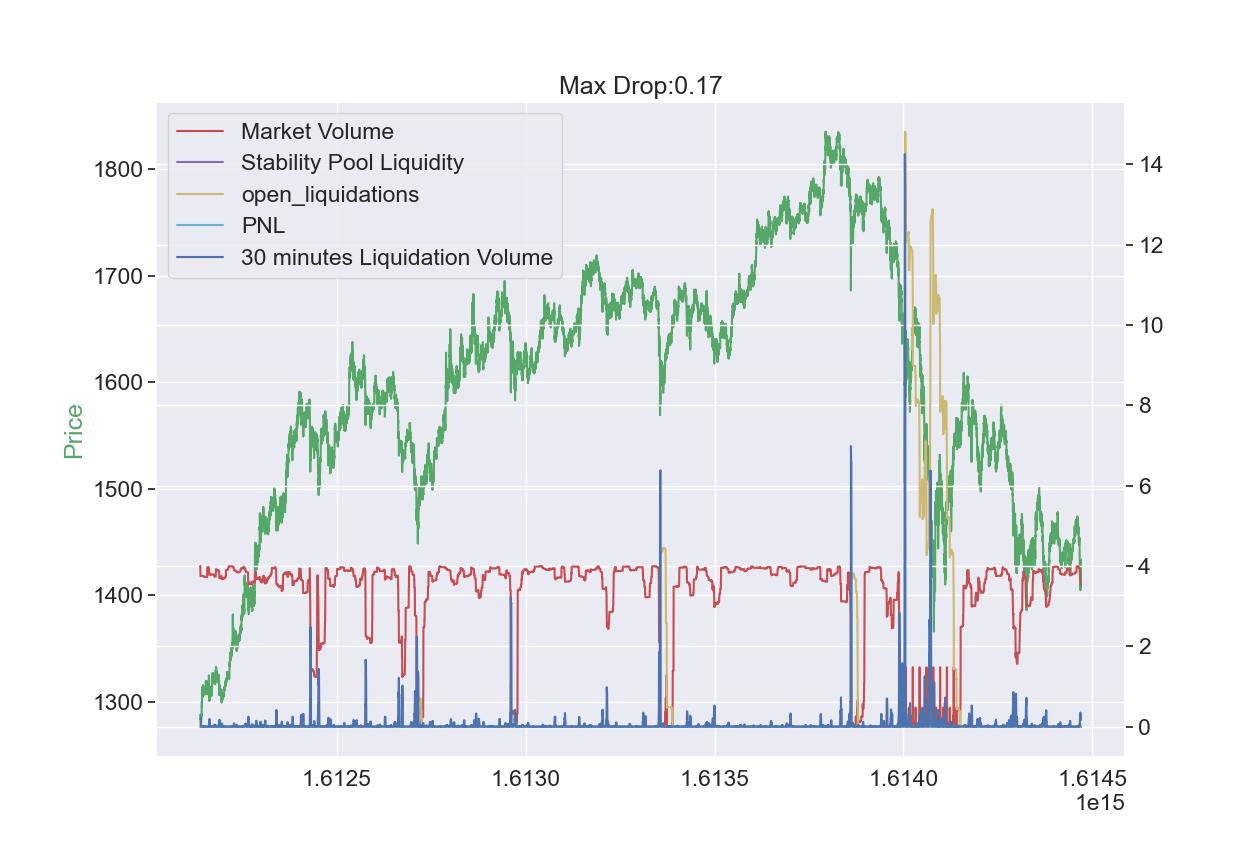 Max Drop:0.17
Market Volume
Stability Pool Liquidity
open_liquidations
PNL
30 minutes Liquidation Volume
Price
1800
1700
1600
1500
1400
1300
14
12
10
8
6
4
2
0
1.6125 1.6130 1.6135 1.6140 1.6145
1e15